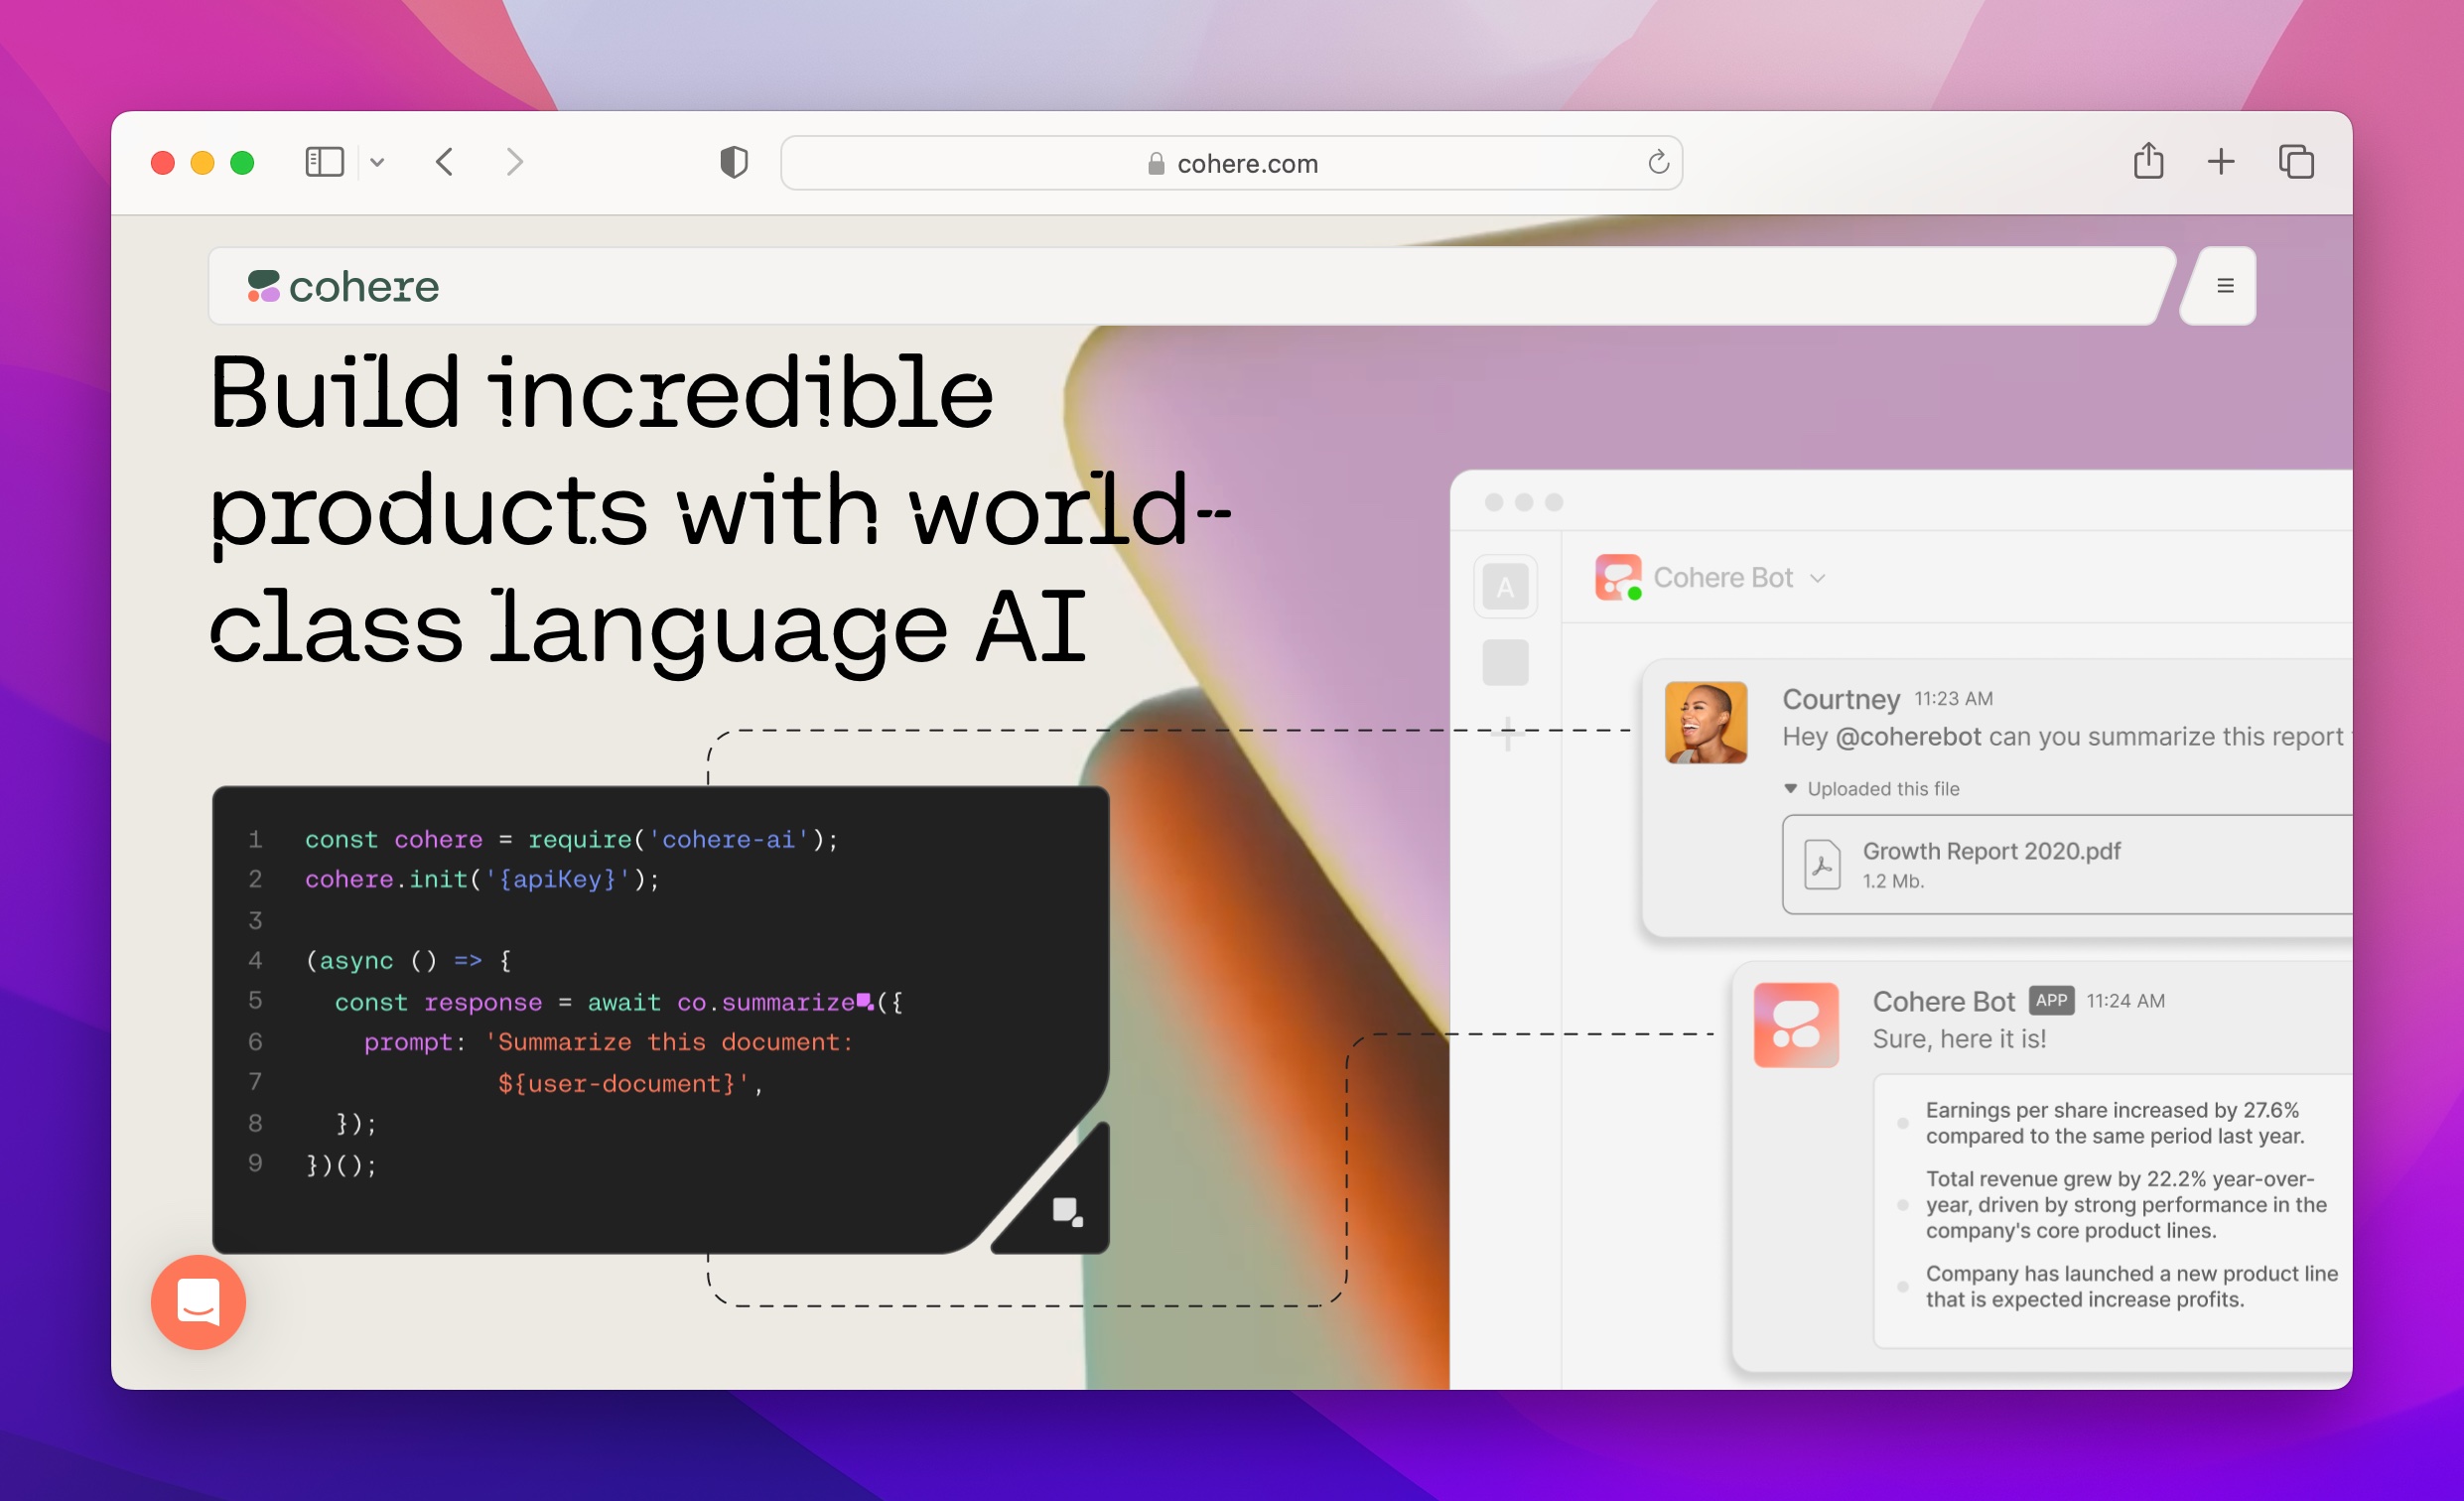 cohere.com
cohere
Build incredible
products with world-
class language AI
1 const cohere = require('cohere-ai');
2 cohere.init('{apiKey}');
3
4 (async () => {
5 const response = await co.summarize({
6 prompt: 'Summarize this document:
7 ${user-document}',
8 });
9 })();
A
Cohere Bot
Courtney 11:23 AM
Hey @coherebot can you summarize this report
Uploaded this file
Growth Report 2020.pdf
1.2 Mb.
Cohere Bot APP 11:24 AM
Sure, here it is!
Earnings per share increased by 27.6%
compared to the same period last year.
Total revenue grew by 22.2% year-over-
year, driven by strong performance in the
company's core product lines.
Company has launched a new product line
that is expected increase profits.